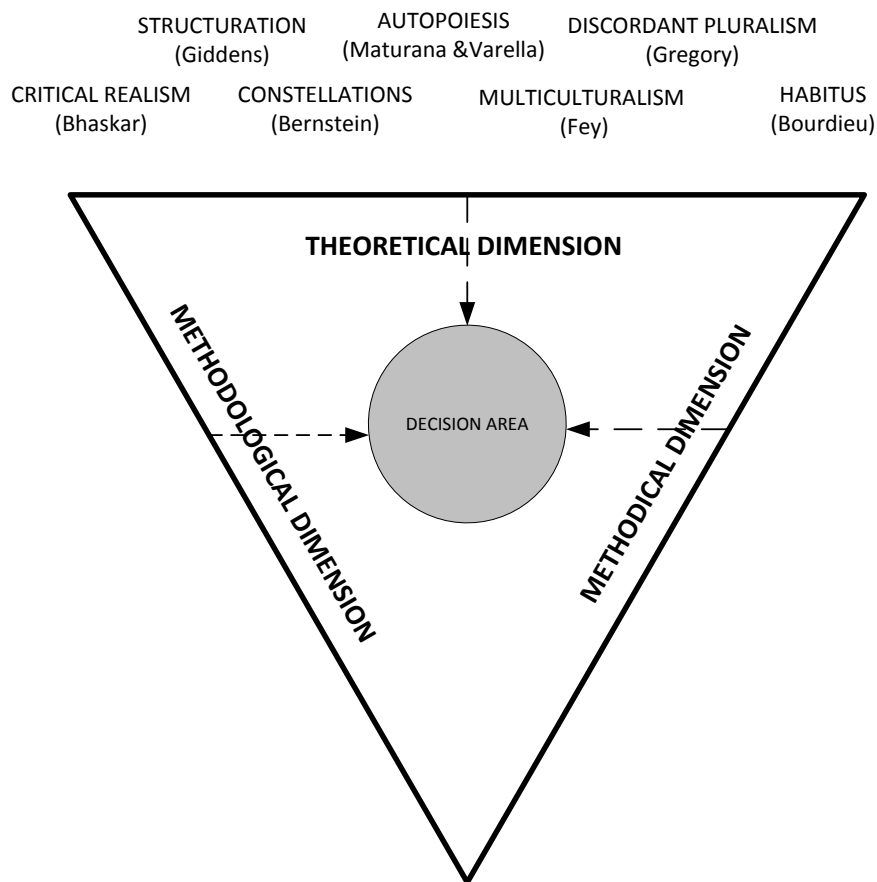 STRUCTURATION
(Giddens)
AUTOPOIESIS
(Maturana &Varella)
DISCORDANT PLURALISM
(Gregory)
CRITICAL REALISM
(Bhaskar)
CONSTELLATIONS
(Bernstein)
MULTICULTURALISM
(Fey)
HABITUS
(Bourdieu)
THEORETICAL DIMENSION
METHODOLOGICAL DIMENSION
DECISION AREA
METHODICAL DIMENSION